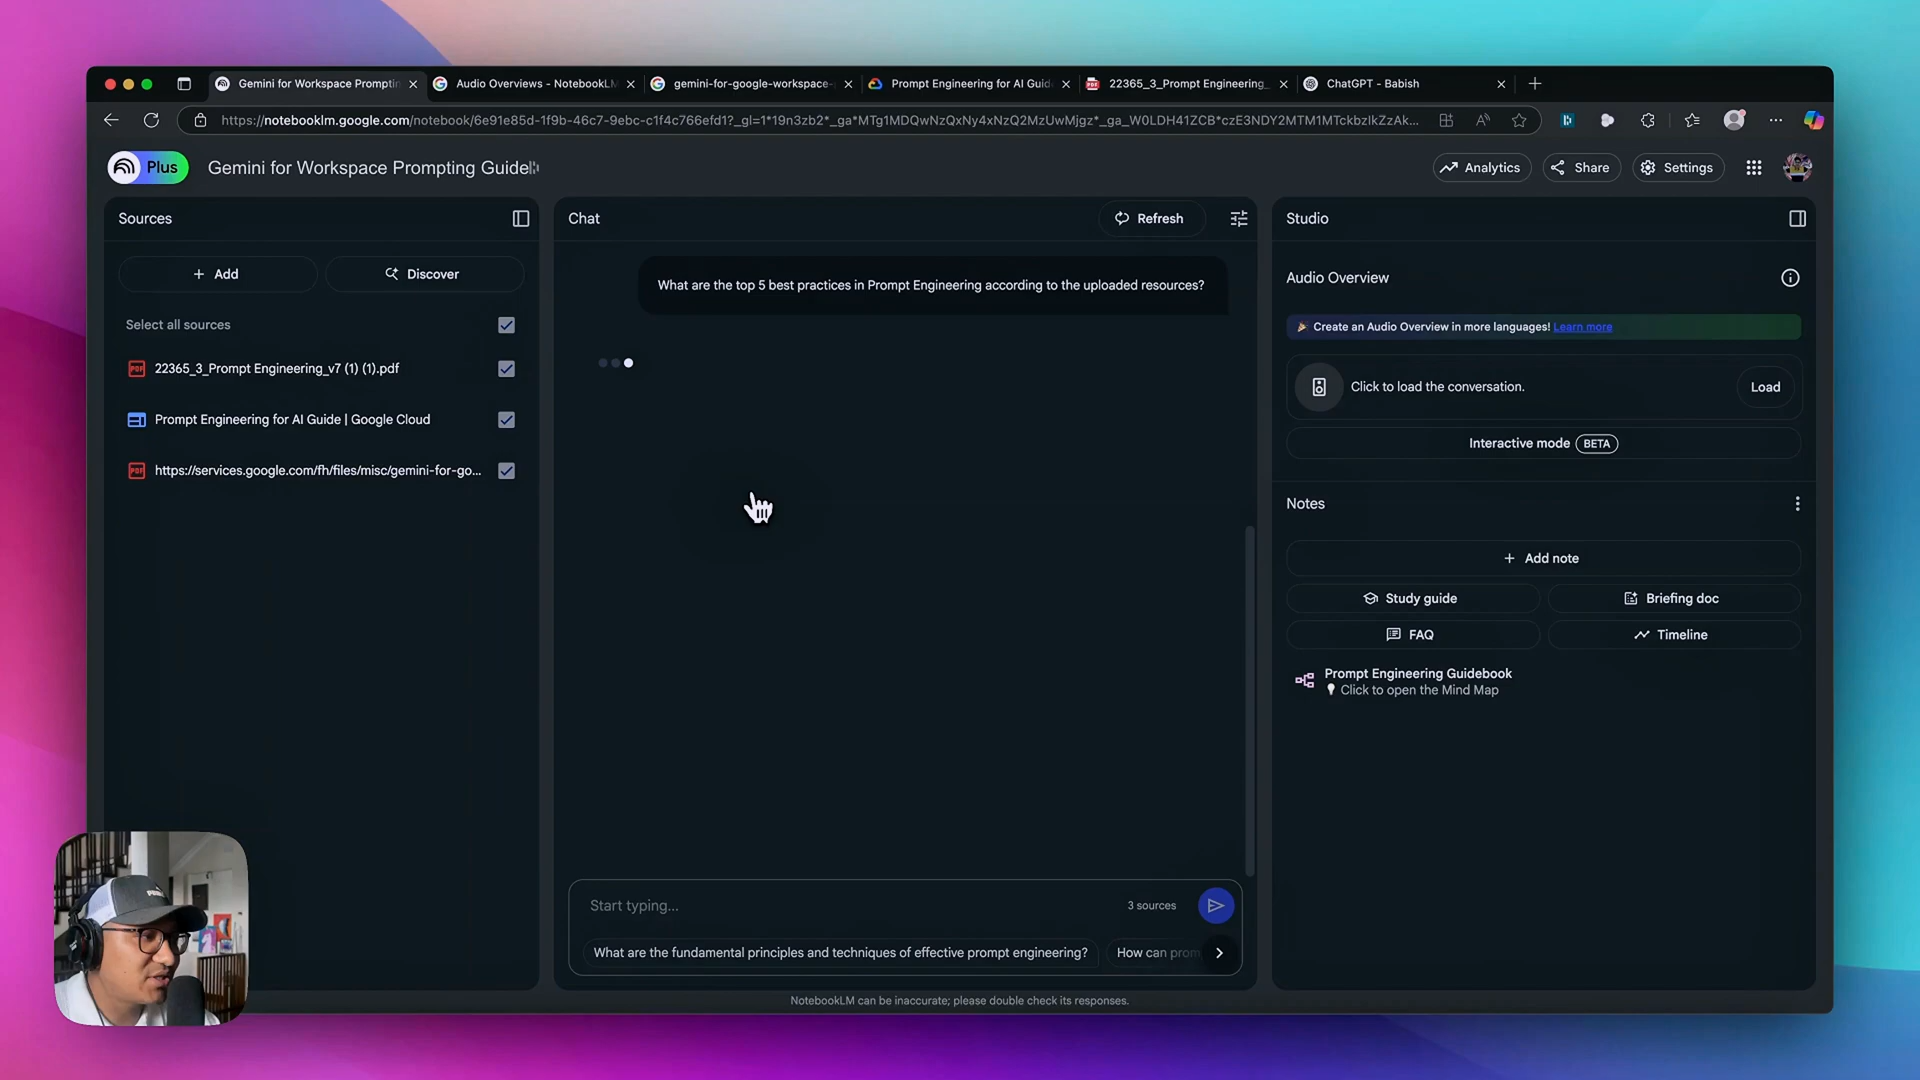 Gemini for Workspace Promptin
Audio Overviews - NotebookLM
gemini-for-google-workspace-
Prompt Engineering for AI Guid
22365_3_Prompt Engineering_
ChatGPT - Babish
https://notebooklm.google.com/notebook/6e91e85d-1f9b-46c7-9ebc-c1f4c766efd1?_gl=1*19n3zb2*_ga*MTg1MDQwNzQxNy4xNzQ2MzUwMjgz*_ga_W0LDH41ZCB*czE3NDY2MTM1MTckbzIkZzAk...
Plus
Gemini for Workspace Prompting Guide
Analytics
Share
Settings
Sources
Add
Discover
Select all sources
22365_3_Prompt Engineering_v7 (1) (1).pdf
Prompt Engineering for AI Guide | Google Cloud
https://services.google.com/fh/files/misc/gemini-for-go...
Chat
Refresh
What are the top 5 best practices in Prompt Engineering according to the uploaded resources?
Start typing...
3 sources
What are the fundamental principles and techniques of effective prompt engineering?
How can prom
NotebookLM can be inaccurate; please double check its responses.
Studio
Audio Overview
Create an Audio Overview in more languages! Learn more
Click to load the conversation.
Load
Interactive mode BETA
Notes
Add note
Study guide
Briefing doc
FAQ
Timeline
Prompt Engineering Guidebook
Click to open the Mind Map